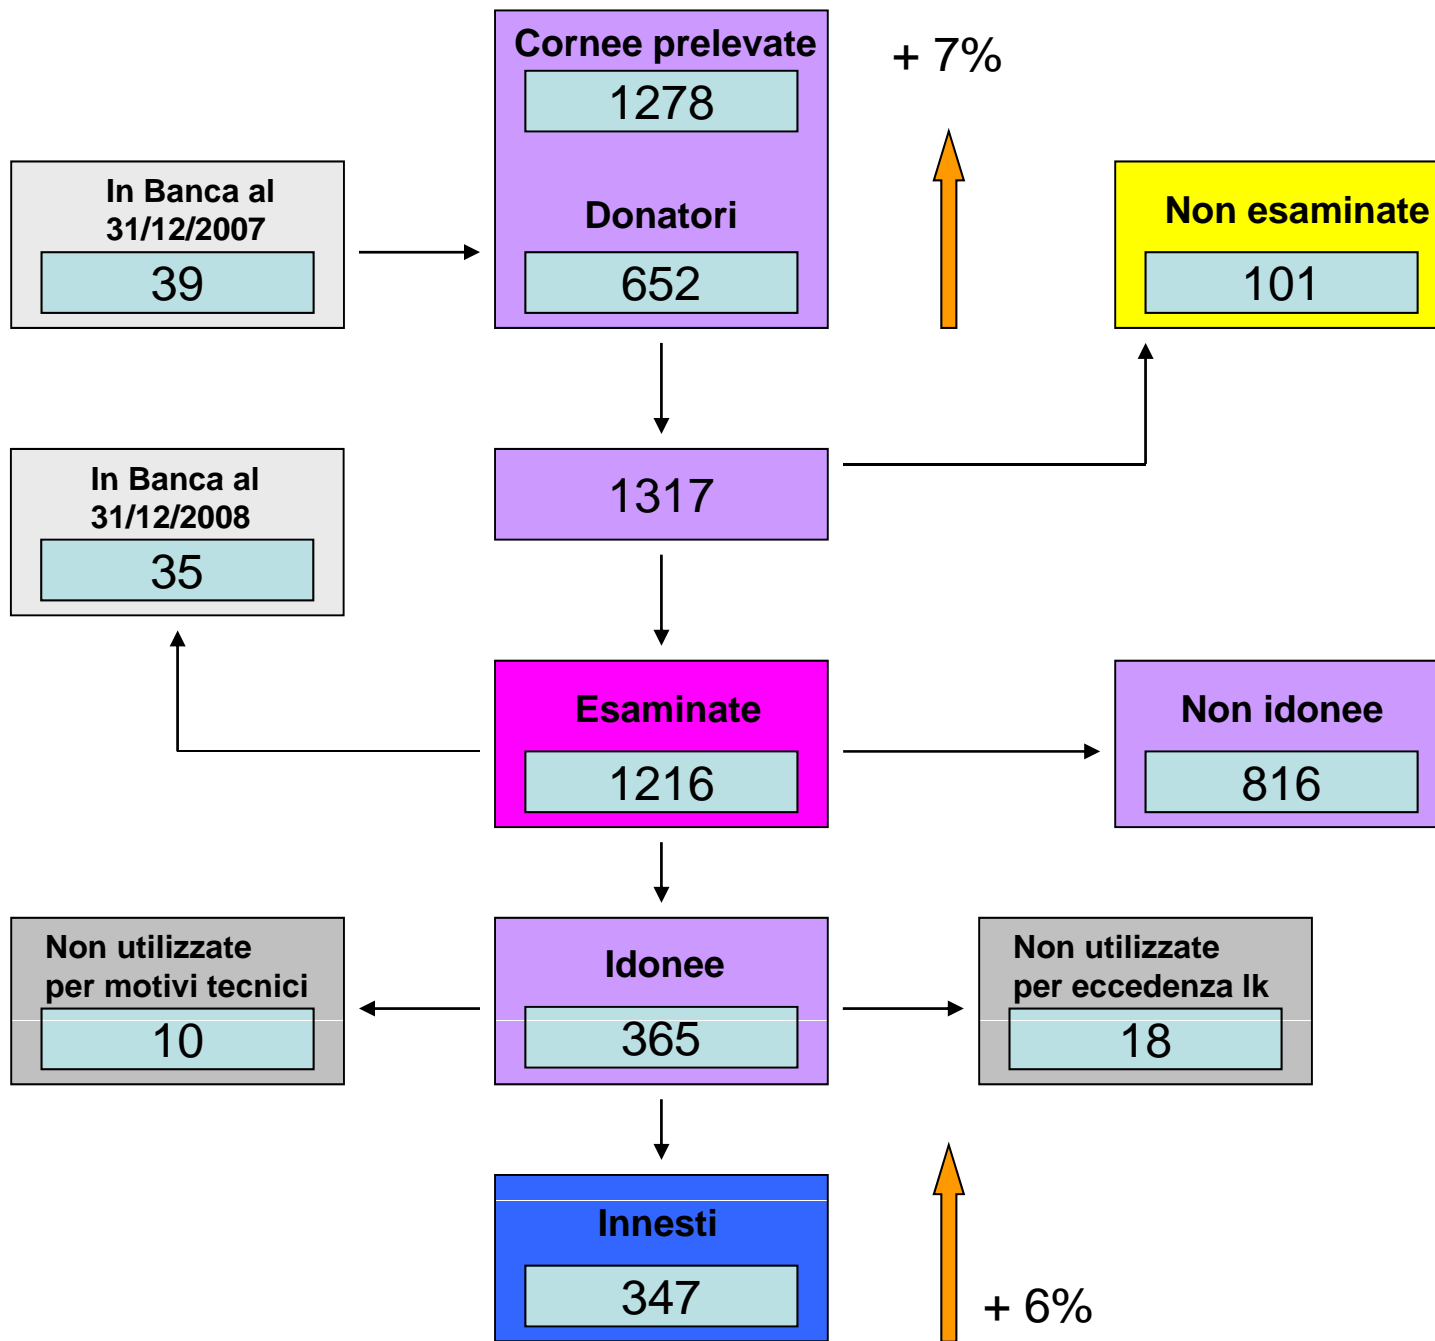 Cornee prelevate
1278
+ 7%
In Banca al
31/12/2007
39
Donatori
652
Non esaminate
101
In Banca al
31/12/2008
35
1317
Esaminate
1216
Non idonee
816
Non utilizzate
per motivi tecnici
10
Idonee
365
Non utilizzate
per eccedenza lk
18
Innesti
347
+ 6%